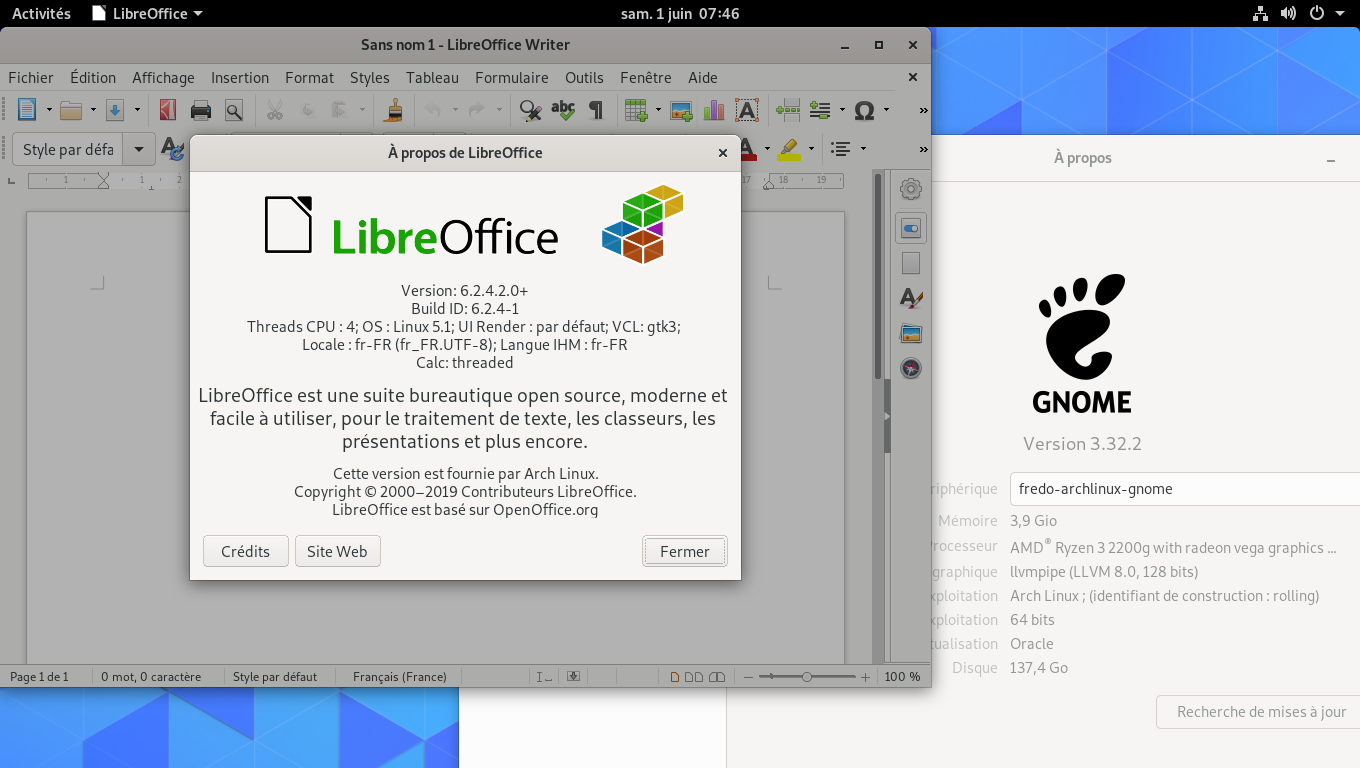 Activités LibreOffice sam. 1 juin 07:46
Sans nom 1 - LibreOffice Writer
Fichier Édition Affichage Insertion Format Styles Tableau Formulaire Outils Fenêtre Aide
abc ¶ A Ω »
Style par défa A »
1 1 2 17 18 19
À propos de LibreOffice
LibreOffice
Version: 6.2.4.2.0+
Build ID: 6.2.4-1
Threads CPU : 4; OS : Linux 5.1; UI Render : par défaut; VCL: gtk3;
Locale : fr-FR (fr_FR.UTF-8); Langue IHM : fr-FR
Calc: threaded
LibreOffice est une suite bureautique open source, moderne et
facile à utiliser, pour le traitement de texte, les classeurs, les
présentations et plus encore.
Cette version est fournie par Arch Linux.
Copyright © 2000–2019 Contributeurs LibreOffice.
LibreOffice est basé sur OpenOffice.org
Crédits Site Web Fermer
Page 1 de 1 0 mot, 0 caractère Style par défaut Français (France) 100 %
À propos
GNOME
Version 3.32.2
riphérique fredo-archlinux-gnome
Mémoire 3,9 Gio
Processeur AMD® Ryzen 3 2200g with radeon vega graphics ...
graphique llvmpipe (LLVM 8.0, 128 bits)
xploitation Arch Linux ; (identifiant de construction : rolling)
xploitation 64 bits
tualisation Oracle
Disque 137,4 Go
Recherche de mises à jour